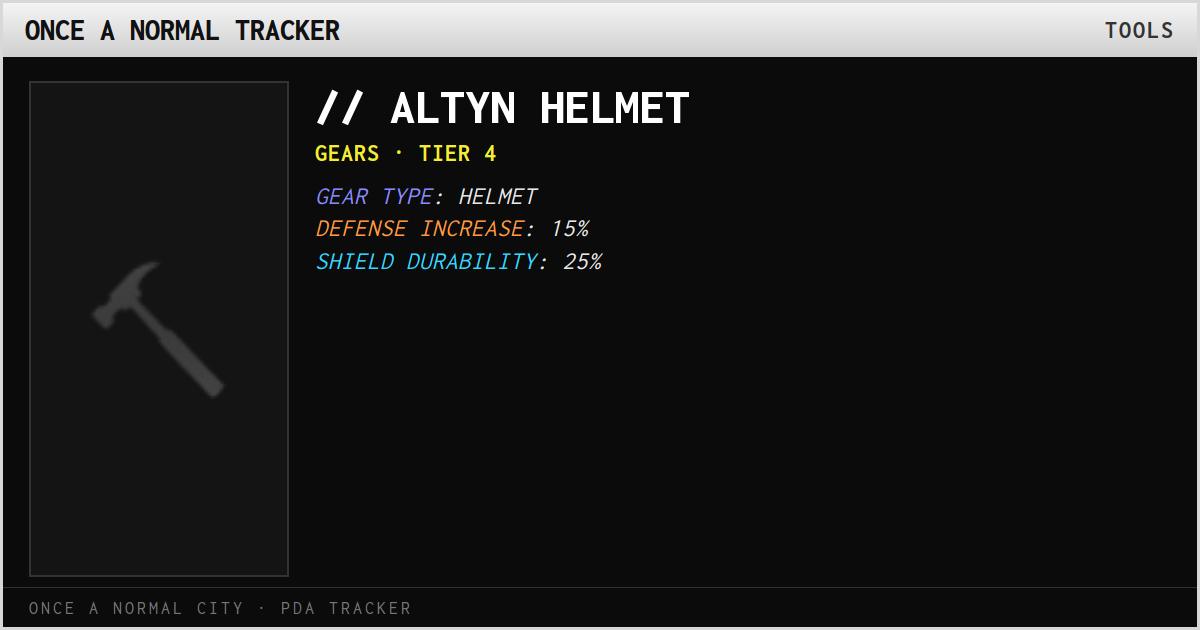 ONCE A NORMAL TRACKER
TOOLS
// ALTYN HELMET
GEARS · TIER 4
GEAR TYPE: HELMET
DEFENSE INCREASE: 15%
SHIELD DURABILITY: 25%
ONCE A NORMAL CITY · PDA TRACKER